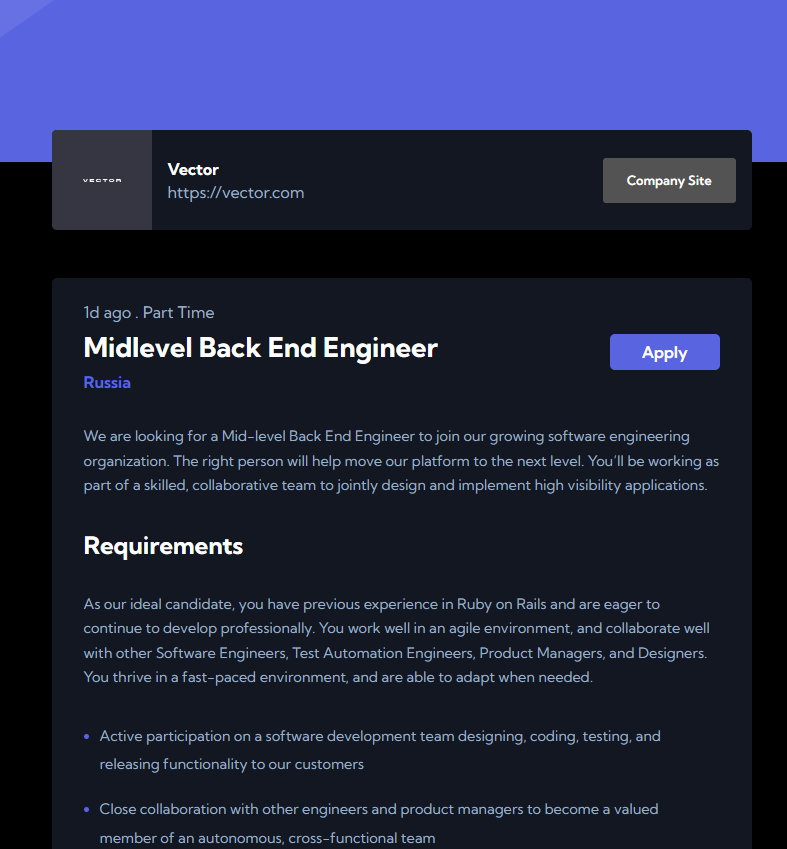 VECTOR
Vector
https://vector.com
Company Site
1d ago . Part Time
Midlevel Back End Engineer
Apply
Russia
We are looking for a Mid-level Back End Engineer to join our growing software engineering
organization. The right person will help move our platform to the next level. You'll be working as
part of a skilled, collaborative team to jointly design and implement high visibility applications.
Requirements
As our ideal candidate, you have previous experience in Ruby on Rails and are eager to
continue to develop professionally. You work well in an agile environment, and collaborate well
with other Software Engineers, Test Automation Engineers, Product Managers, and Designers.
You thrive in a fast-paced environment, and are able to adapt when needed.
• Active participation on a software development team designing, coding, testing, and
releasing functionality to our customers
• Close collaboration with other engineers and product managers to become a valued
member of an autonomous, cross-functional team